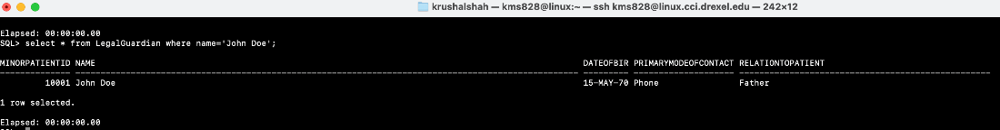 krushalshah — kms828@linux:~ — ssh kms828@linux.cci.drexel.edu — 242×12
Elapsed: 00:00:00.00
SQL> select * from LegalGuardian where name='John Doe';
MINORPATIENTID NAME DATEOFBIR PRIMARYMODEOFCONTACT RELATIONTOPATIENT
10001 John Doe 15-MAY-70 Phone Father
1 row selected.
Elapsed: 00:00:00.00